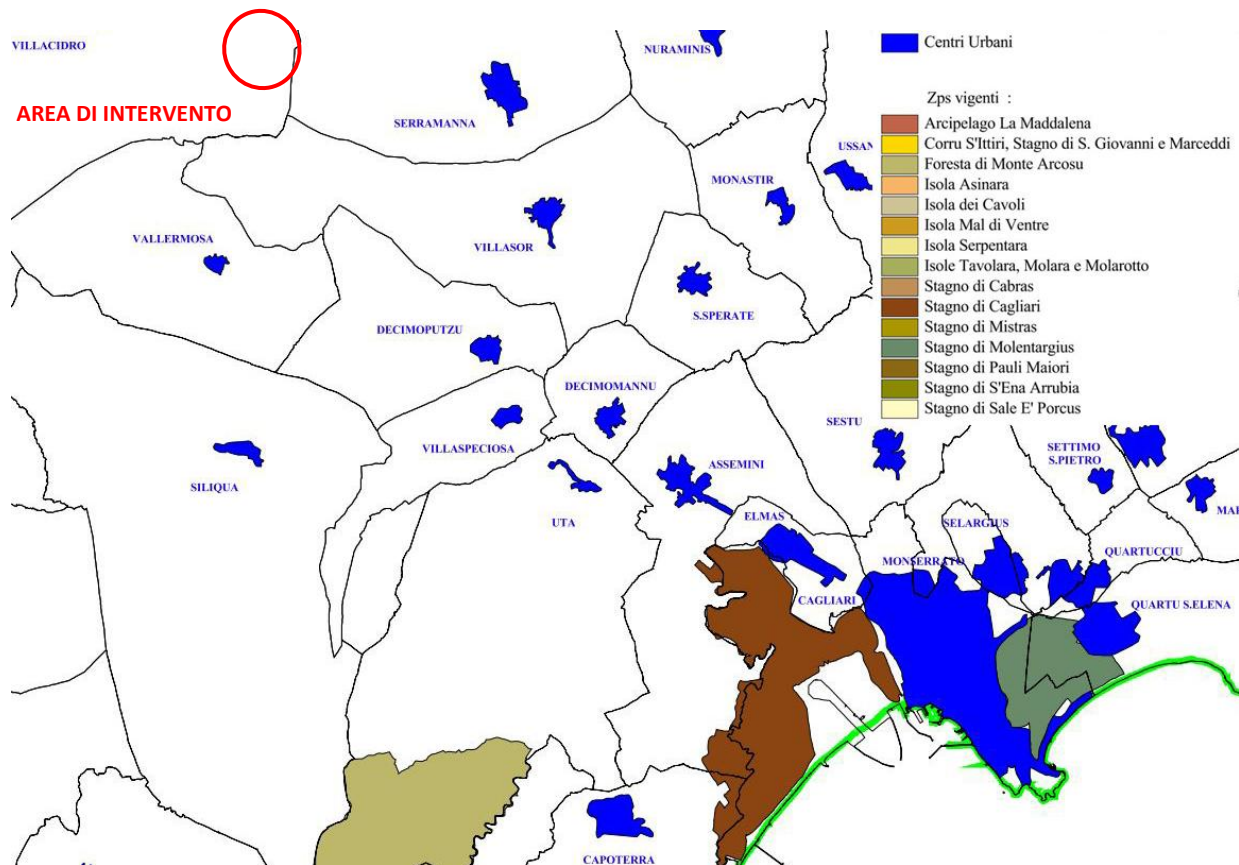 VILLACIDRO
AREA DI INTERVENTO
NURAMINIS
SERRAMANNA
USSAN
MONASTIR
VALLERMOSA
VILLASOR
S.SPERATE
DECIMOPUTZU
DECIMOMANNU
VILLASPECIOSA
SESTU
SETTIMO
S.PIETRO
ASSEMINI
SILIQUA
UTA
ELMAS
SELARGIUS
MAR
MONSERRATO
QUARTUCCIU
CAGLIARI
QUARTU S.ELENA
CAPOTERRA
Centri Urbani
Zps vigenti :
Arcipelago La Maddalena
Corru S'Ittiri, Stagno di S. Giovanni e Marceddi
Foresta di Monte Arcosu
Isola Asinara
Isola dei Cavoli
Isola Mal di Ventre
Isola Serpentara
Isole Tavolara, Molara e Molarotto
Stagno di Cabras
Stagno di Cagliari
Stagno di Mistras
Stagno di Molentargius
Stagno di Pauli Maiori
Stagno di S'Ena Arrubia
Stagno di Sale E' Porcus